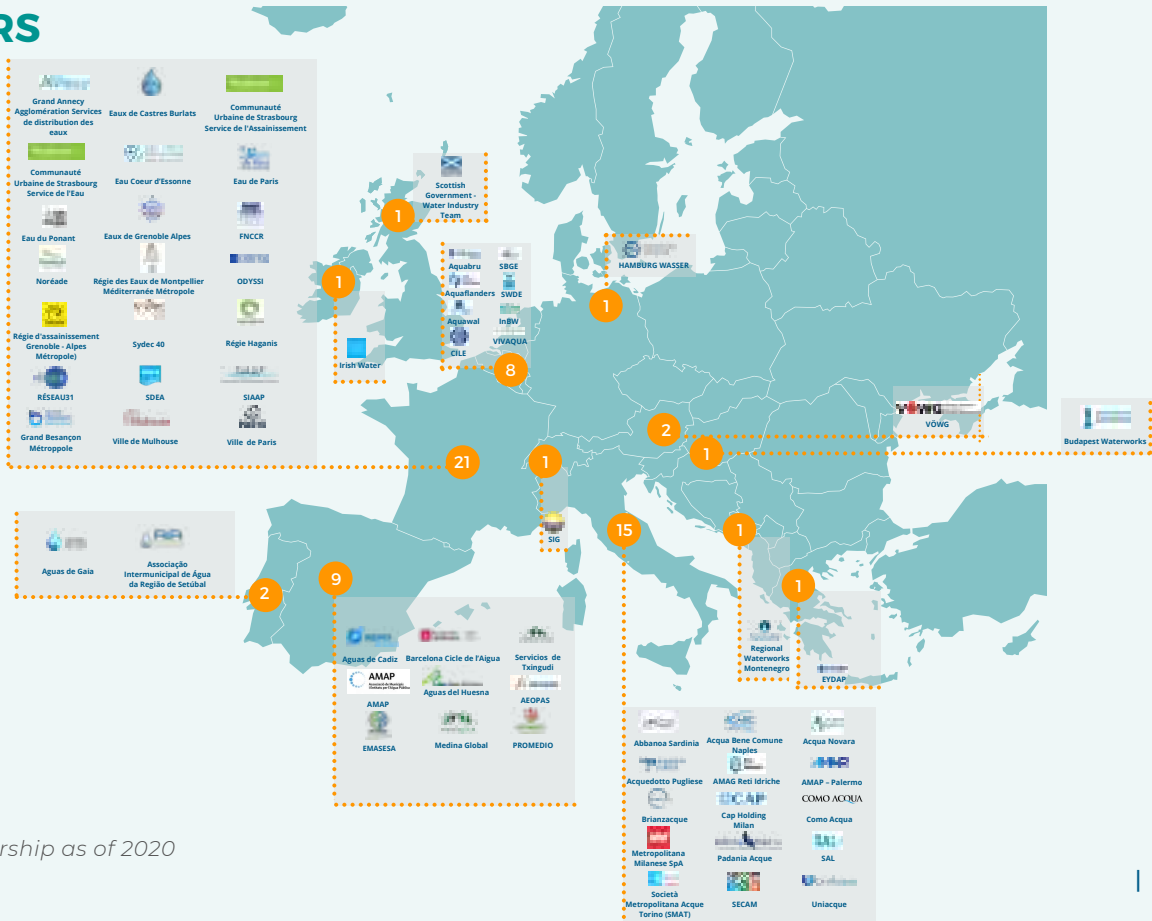 RS
Grand Annecy
Agglomération Services
de distribution des
eaux
Eaux de Castres Burlats
Communauté
Urbaine de Strasbourg
Service de l'Assainissement
Communauté
Urbaine de Strasbourg
Service de l'Eau
Eau Coeur d'Essonne
Eau de Paris
Eau du Ponant
Eaux de Grenoble Alpes
FNCCR
Noréade
Régie des Eaux de Montpellier
Méditerranée Métropole
ODYSSI
Régie d'assainissement
Grenoble - Alpes
Métropole)
Sydec 40
Régie Haganis
RÉSEAU31
SDEA
SIAAP
Grand Besançon
Métroppole
Ville de Mulhouse
Ville de Paris
21
Scottish
Government -
Water Industry
Team
1
Irish Water
1
Aquabru
SBGE
Aquaflanders
SWDE
Aquawal
InBW
CILE
VIVAQUA
8
HAMBURG WASSER
1
VÖWG
VÖWG
2
Budapest Waterworks
1
SIG
1
Aguas de Gaia
Associação
Intermunicipal de Água
da Região de Setúbal
2
9
Aguas de Cadiz
Barcelona Cicle de l'Aigua
Servicios de
Txingudi
AMAP
AMAP
Aguas del Huesna
AEOPAS
EMASESA
Medina Global
PROMEDIO
15
Abbanoa Sardinia
Acqua Bene Comune
Naples
Acqua Novara
Acquedotto Pugliese
AMAG Reti Idriche
AMAP – Palermo
CAP
COMO ACQUA
Brianzacque
Cap Holding
Milan
Como Acqua
Metropolitana
Milanese SpA
Padania Acque
SAL
Società
Metropolitana Acque
Torino (SMAT)
SECAM
Uniacque
1
Regional
Waterworks
Montenegro
1
EYDAP
rship as of 2020
|